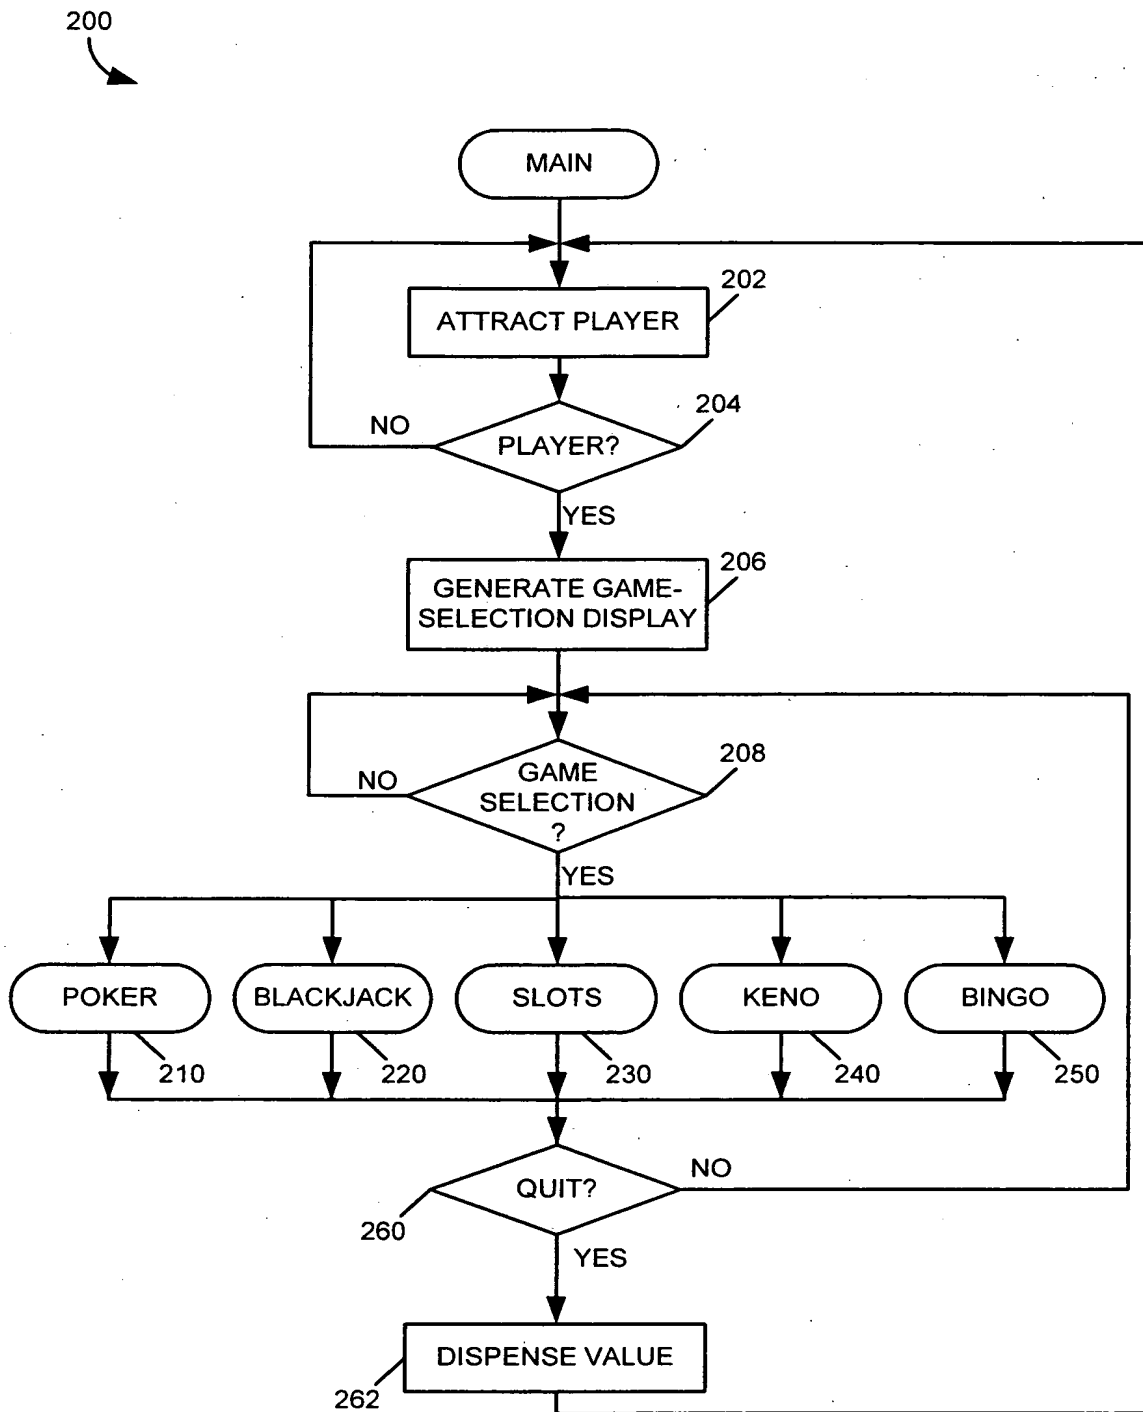 200
MAIN
202
ATTRACT PLAYER
204
NO
PLAYER?
YES
206
GENERATE GAME-
SELECTION DISPLAY
208
NO
GAME
SELECTION
?
YES
POKER
BLACKJACK
SLOTS
KENO
BINGO
210
220
230
240
250
NO
QUIT?
260
YES
DISPENSE VALUE
262